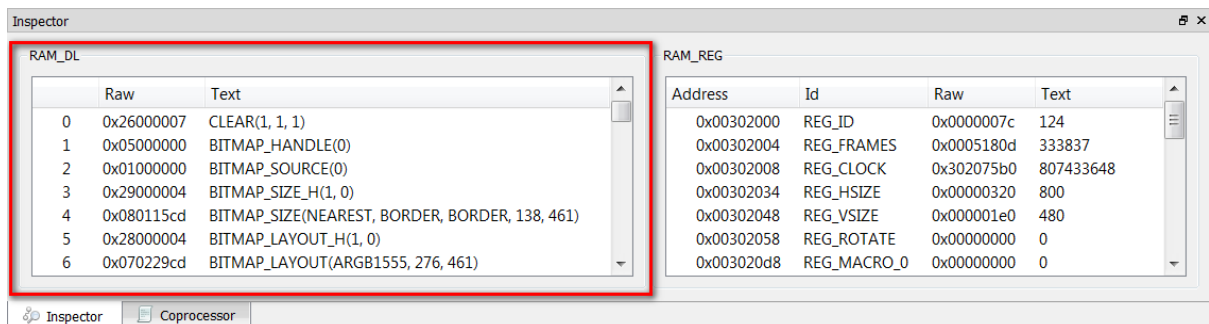 Inspector
RAM_DL
Raw Text
0 0x26000007 CLEAR(1, 1, 1)
1 0x05000000 BITMAP_HANDLE(0)
2 0x01000000 BITMAP_SOURCE(0)
3 0x29000004 BITMAP_SIZE_H(1, 0)
4 0x080115cd BITMAP_SIZE(NEAREST, BORDER, BORDER, 138, 461)
5 0x28000004 BITMAP_LAYOUT_H(1, 0)
6 0x070229cd BITMAP_LAYOUT(ARGB1555, 276, 461)
RAM_REG
Address Id Raw Text
0x00302000 REG_ID 0x0000007c 124
0x00302004 REG_FRAMES 0x0005180d 333837
0x00302008 REG_CLOCK 0x302075b0 807433648
0x00302034 REG_HSIZE 0x00000320 800
0x00302048 REG_VSIZE 0x000001e0 480
0x00302058 REG_ROTATE 0x00000000 0
0x003020d8 REG_MACRO_0 0x00000000 0
Inspector Coprocessor